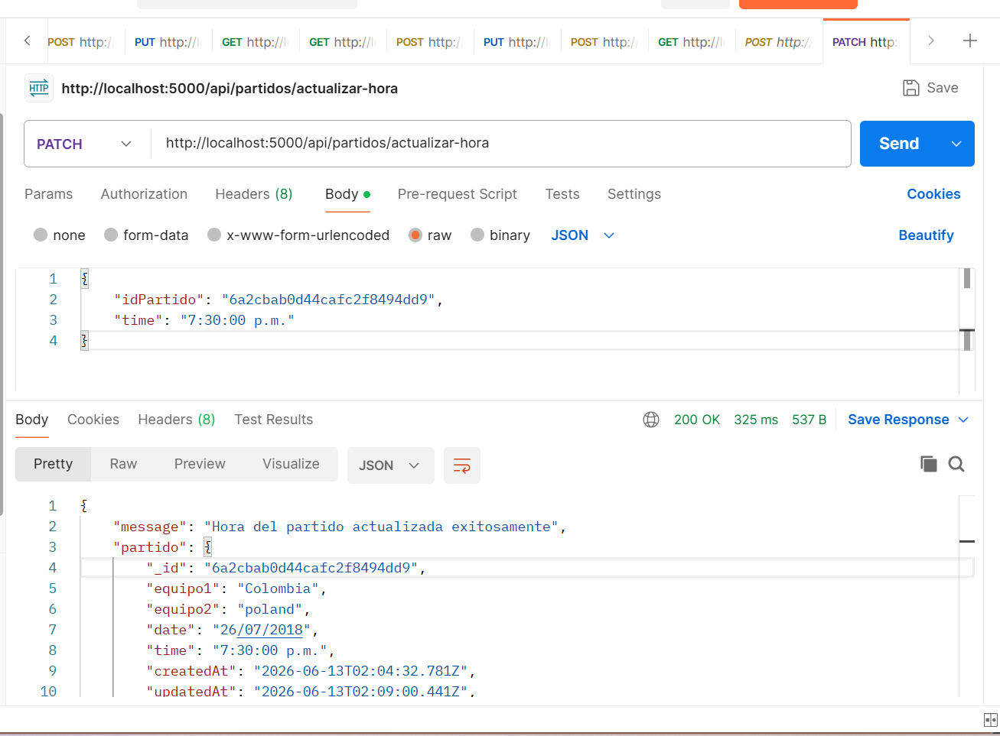 POST http:/
PUT http://l
GET http://l
GET http://l
POST http:/
PUT http://l
POST http:/
GET http://l
POST http:/
PATCH http:
HTTP http://localhost:5000/api/partidos/actualizar-hora
Save
PATCH
http://localhost:5000/api/partidos/actualizar-hora
Send
Params Authorization Headers (8) Body Pre-request Script Tests Settings Cookies
none form-data x-www-form-urlencoded raw binary JSON Beautify
1 {
2 "idPartido": "6a2cbab0d44cafc2f8494dd9",
3 "time": "7:30:00 p.m."
4 }
Body Cookies Headers (8) Test Results 200 OK 325 ms 537 B Save Response
Pretty Raw Preview Visualize JSON
1 {
2 "message": "Hora del partido actualizada exitosamente",
3 "partido": {
4 "_id": "6a2cbab0d44cafc2f8494dd9",
5 "equipo1": "Colombia",
6 "equipo2": "poland",
7 "date": "26/07/2018",
8 "time": "7:30:00 p.m.",
9 "createdAt": "2026-06-13T02:04:32.781Z",
10 "updatedAt": "2026-06-13T02:09:00.441Z",